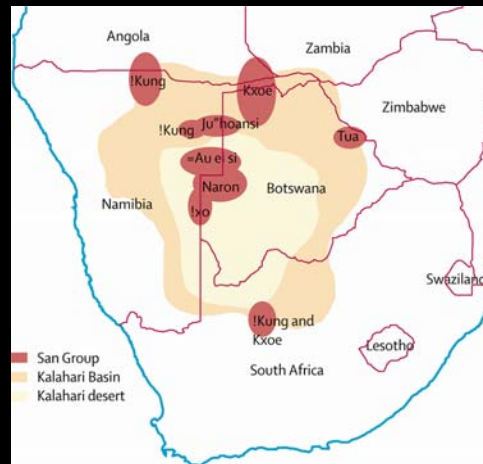 Angola
Zambia
!Kung
Kxoe
Zimbabwe
!Kung
Ju"hoansi
Tua
=Au ei si
Naron
Namibia
Botswana
!xo
Swaziland
!Kung and
Kxoe
Lesotho
South Africa
San Group
Kalahari Basin
Kalahari desert